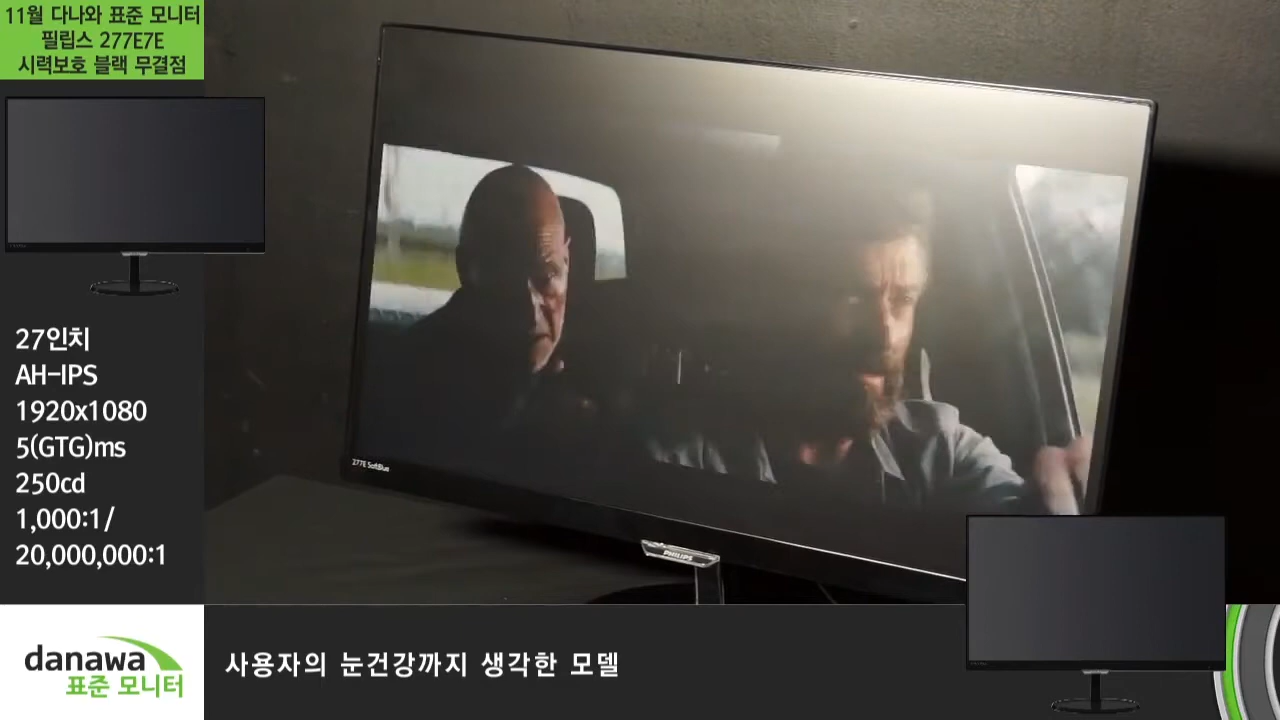 11월 다나와 표준 모니터
필립스 277E7E
시력보호 블랙 무결점
27인치
AH-IPS
1920x1080
5(GTG)ms
250cd
1,000:1/
20,000,000:1
277E SoftBlue
PHILIPS
danawa
표준 모니터
사용자의 눈건강까지 생각한 모델